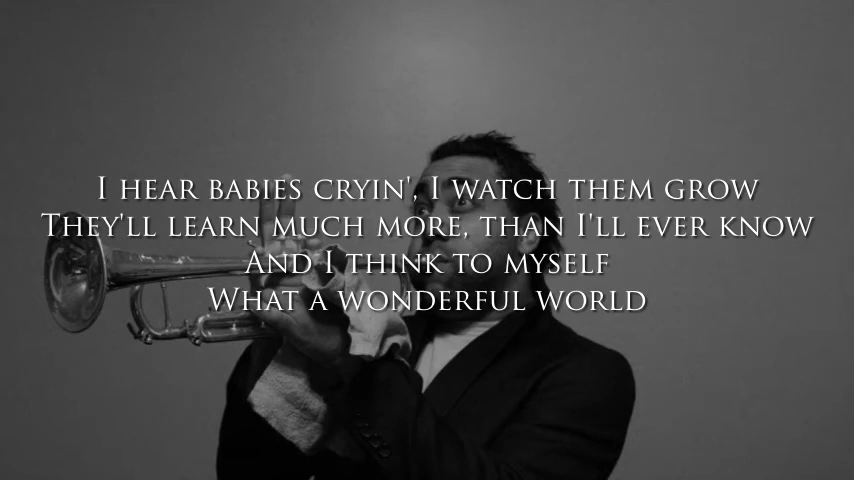 I HEAR BABIES CRYIN', I WATCH THEM GROW
THEY'LL LEARN MUCH MORE, THAN I'LL EVER KNOW
AND I THINK TO MYSELF
WHAT A WONDERFUL WORLD